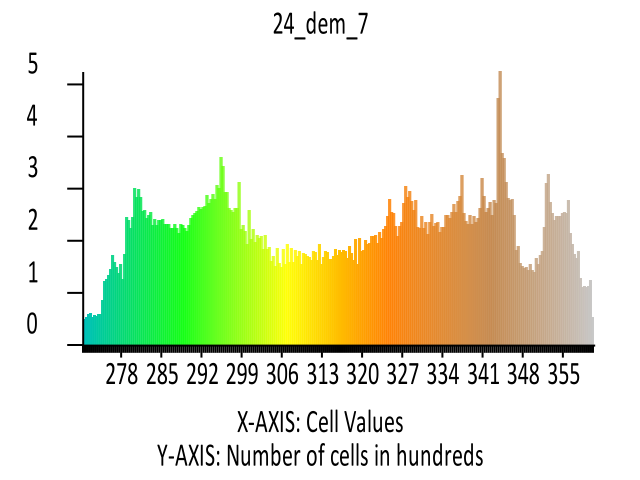 24_dem_7
5
4
3
2
1
0
278 285 292 299 306 313 320 327 334 341 348 355
X-AXIS: Cell Values
Y-AXIS: Number of cells in hundreds